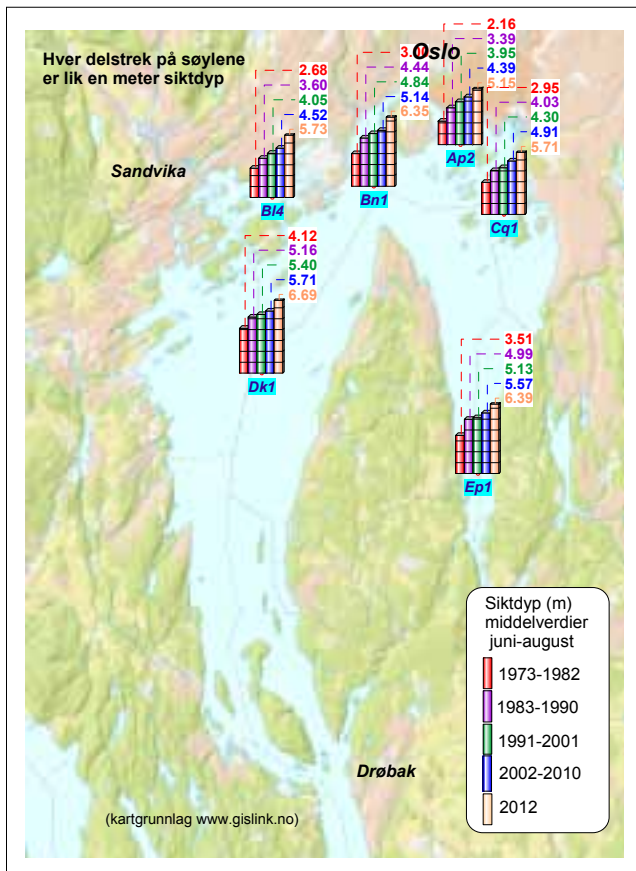 Hver delstrek på søylene
er lik en meter siktdyp
Oslo
2.16
3.39
3.95
4.39
5.15
Ap2
4.44
4.84
5.14
6.35
Bn1
2.68
3.60
4.05
4.52
5.73
Bl4
2.95
4.03
4.30
4.91
5.71
Cq1
Sandvika
4.12
5.16
5.40
5.71
6.69
Dk1
3.51
4.99
5.13
5.57
6.39
Ep1
Siktdyp (m)
middelverdier
juni-august
1973-1982
1983-1990
1991-2001
2002-2010
2012
Drøbak
(kartgrunnlag www.gislink.no)